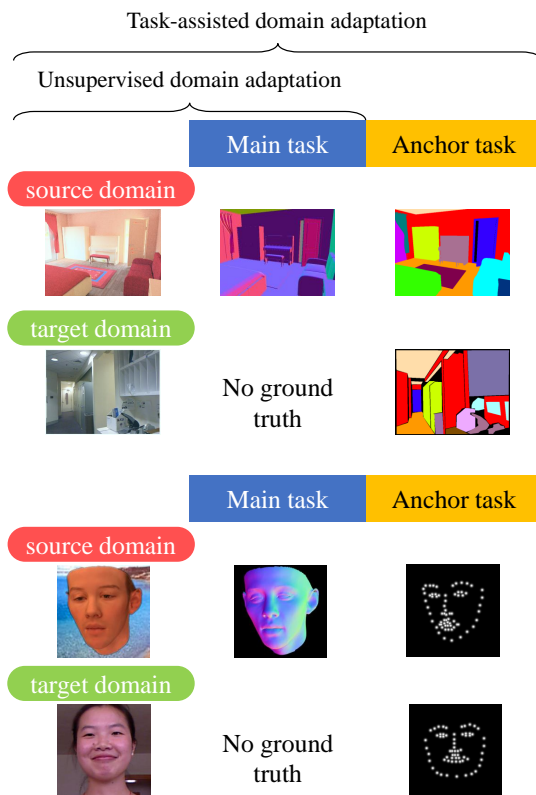 Task-assisted domain adaptation
Unsupervised domain adaptation
Main task
Anchor task
source domain
target domain
No ground
truth
Main task
Anchor task
source domain
target domain
No ground
truth